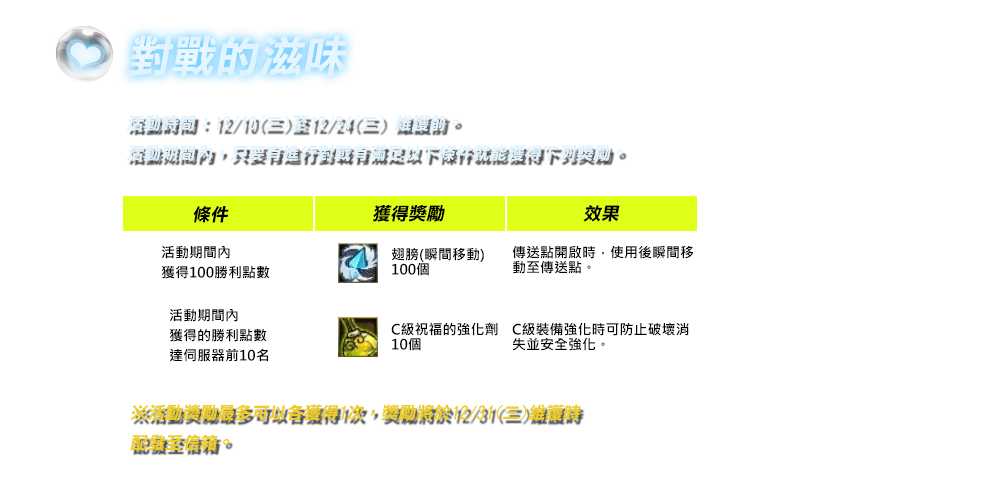 對戰的滋味
活動時間：12/10(三)至12/24(三) 維護前。
活動期間內，只要有進行對戰有滿足以下條件就能獲得下列獎勵。
條件
獲得獎勵
效果
活動期間內
獲得100勝利點數
翅膀(瞬間移動)
100個
傳送點開啟時，使用後瞬間移
動至傳送點。
活動期間內
獲得的勝利點數
達伺服器前10名
C級祝福的強化劑
10個
C級裝備強化時可防止破壞消
失並安全強化。
※活動獎勵最多可以各獲得1次，獎勵將於12/31(三)維護時
配發至信箱。